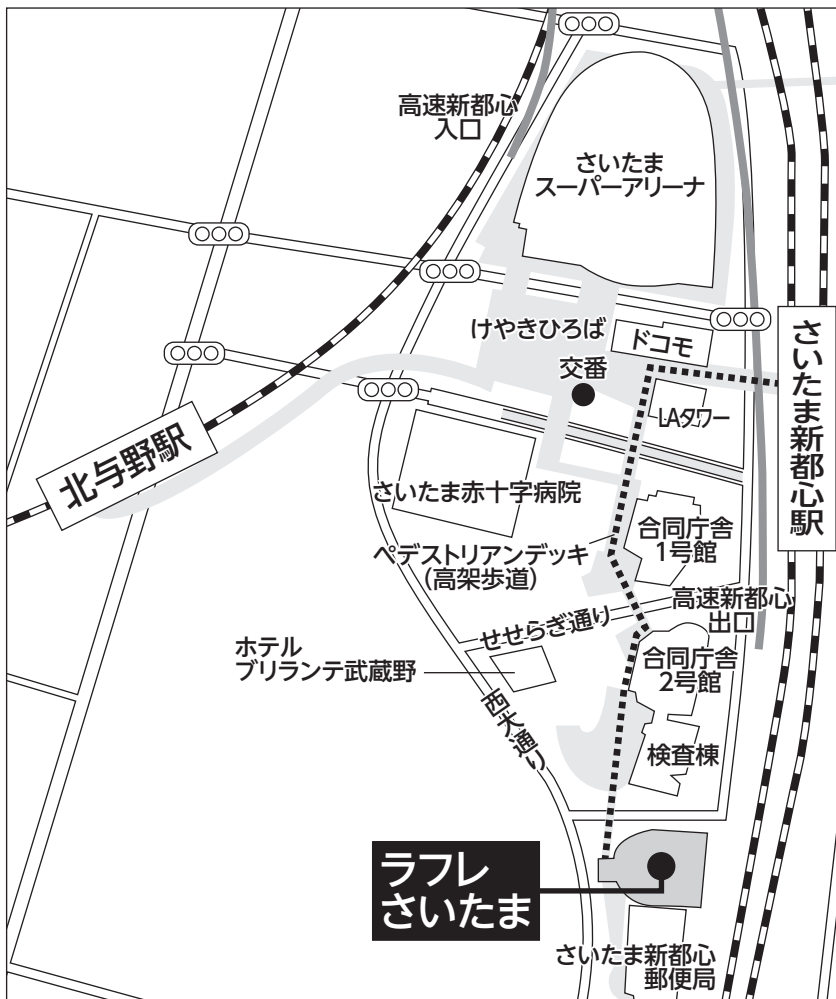 高速新都心
入口
さいたま
スーパーアリーナ
けやきひろば
ドコモ
交番
LAタワー
さいたま新都心駅
北与野駅
さいたま赤十字病院
合同庁舎
1号館
ペデストリアンデッキ
(高架歩道)
高速新都心
出口
せせらぎ通り
ホテル
ブリランテ武蔵野
合同庁舎
2号館
西大通り
検査棟
ラフレ
さいたま
さいたま新都心
郵便局